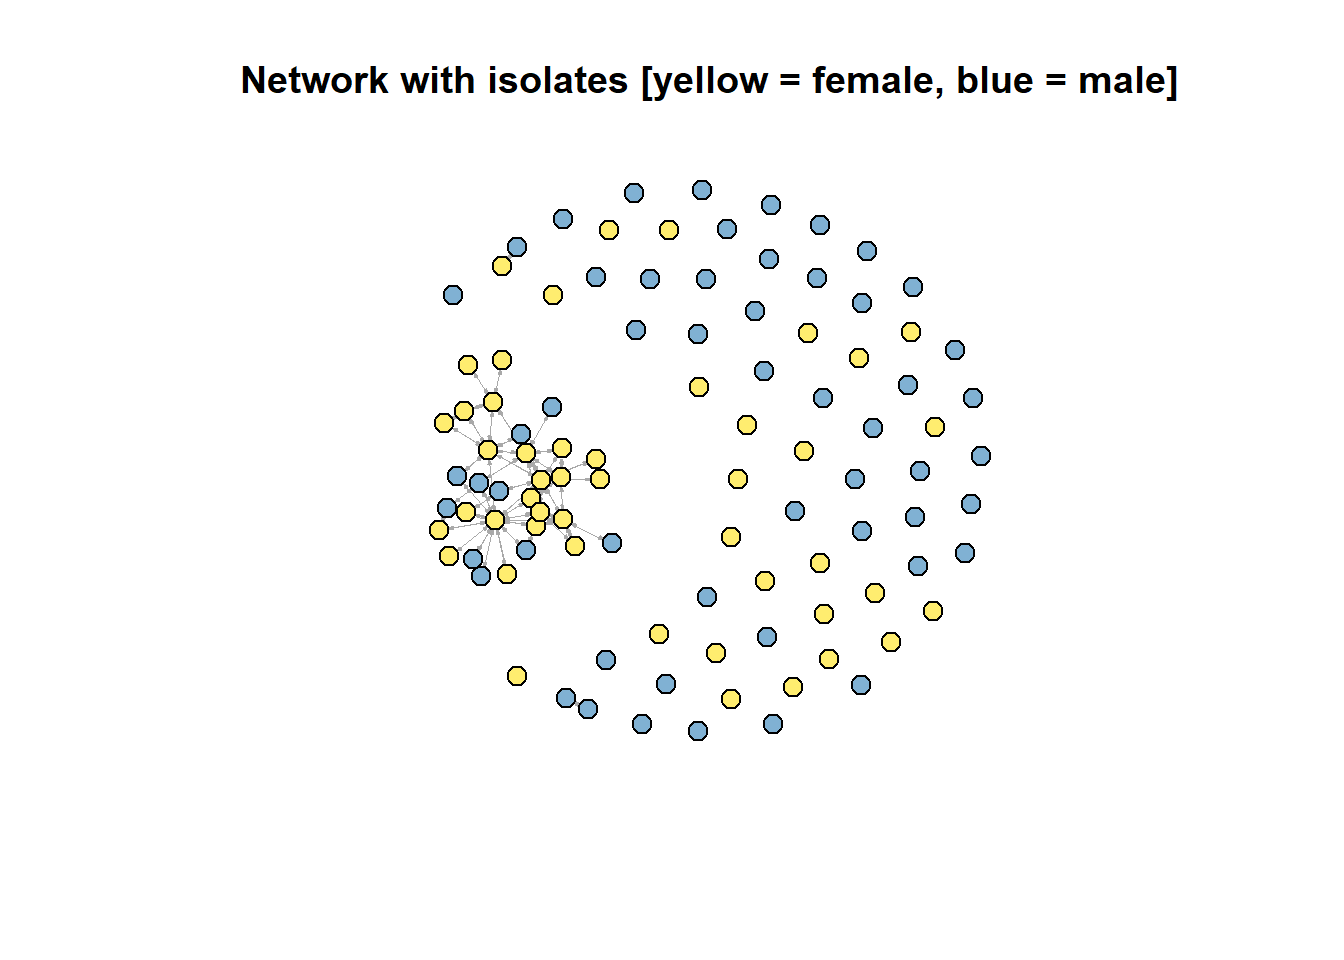 Network with isolates [yellow = female, blue = male]